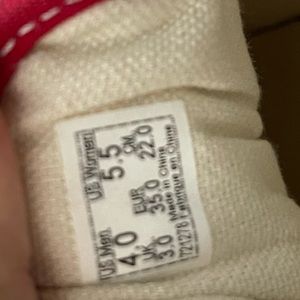 US Men US Women
4.0 5.5
UK EUR CM
3.0 35.0 22.0
Made in China
721278 Fabriqué en Chine